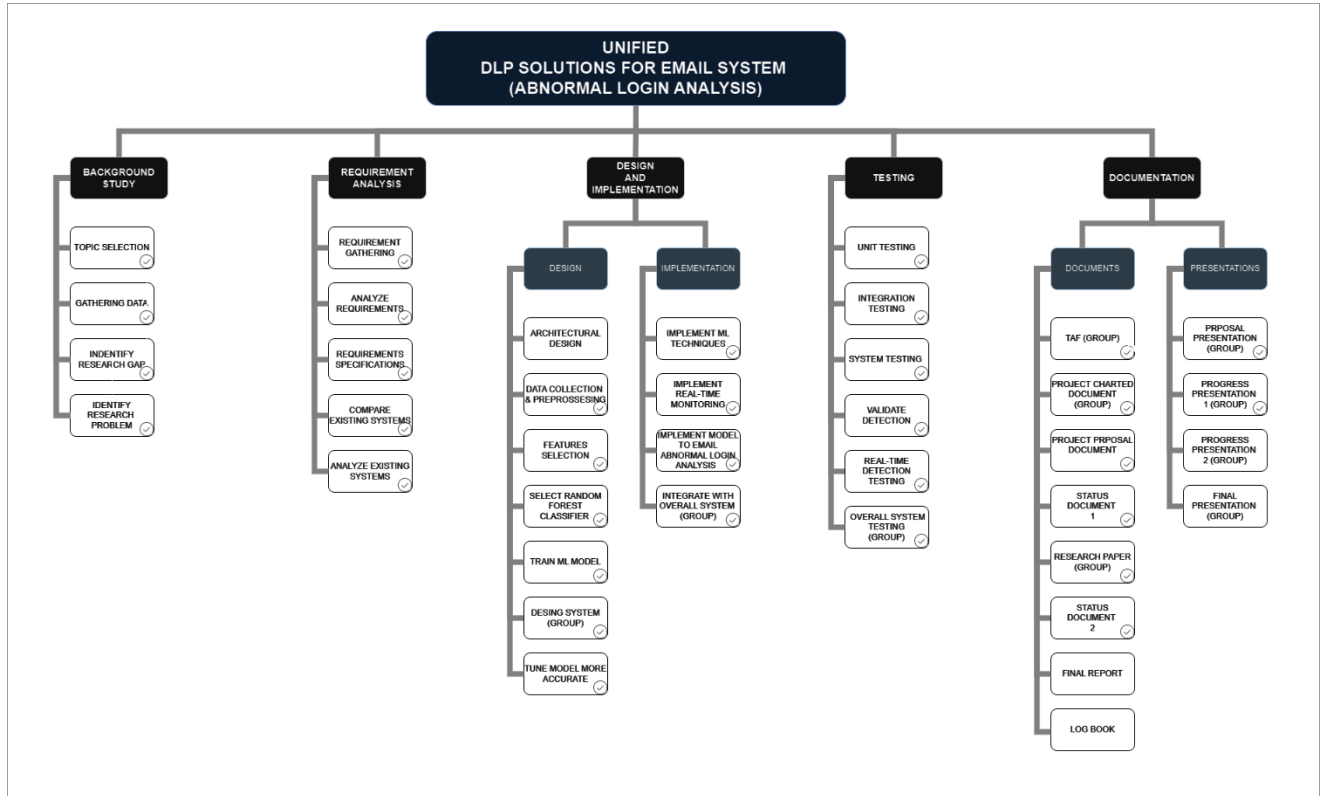 UNIFIED
DLP SOLUTIONS FOR EMAIL SYSTEM
(ABNORMAL LOGIN ANALYSIS)
BACKGROUND
STUDY
TOPIC SELECTION
GATHERING DATA
INDENTIFY
RESEARCH GAP
IDENTIFY
RESEARCH
PROBLEM
REQUIREMENT
ANALYSIS
REQUIREMENT
GATHERING
ANALYZE
REQUIREMENTS
REQUIREMENTS
SPECIFICATIONS
COMPARE
EXISTING SYSTEMS
ANALYZE EXISTING
SYSTEMS
DESIGN
AND
IMPLEMENTATION
DESIGN
ARCHITECTURAL
DESIGN
DATA COLLECTION
& PREPROSSESING
FEATURES
SELECTION
SELECT RANDOM
FOREST
CLASSIFIER
TRAIN ML MODEL
DESING SYSTEM
(GROUP)
TUNE MODEL MORE
ACCURATE
IMPLEMENTATION
IMPLEMENT ML
TECHNIQUES
IMPLEMENT
REAL-TIME
MONITORING
IMPLEMENT MODEL
TO EMAIL
ABNORMAL LOGIN
ANALYSIS
INTEGRATE WITH
OVERALL SYSTEM
(GROUP)
TESTING
UNIT TESTING
INTEGRATION
TESTING
SYSTEM TESTING
VALIDATE
DETECTION
REAL-TIME
DETECTION
TESTING
OVERALL SYSTEM
TESTING
(GROUP)
DOCUMENTATION
DOCUMENTS
TAF (GROUP)
PROJECT CHARTED
DOCUMENT
(GROUP)
PROJECT PRPOSAL
DOCUMENT
STATUS
DOCUMENT
1
RESEARCH PAPER
(GROUP)
STATUS
DOCUMENT
2
FINAL REPORT
LOG BOOK
PRESENTATIONS
PRPOSAL
PRESENTATION
(GROUP)
PROGRESS
PRESENTATION
1 (GROUP)
PROGRESS
PRESENTATION
2 (GROUP)
FINAL
PRESENTATION
(GROUP)